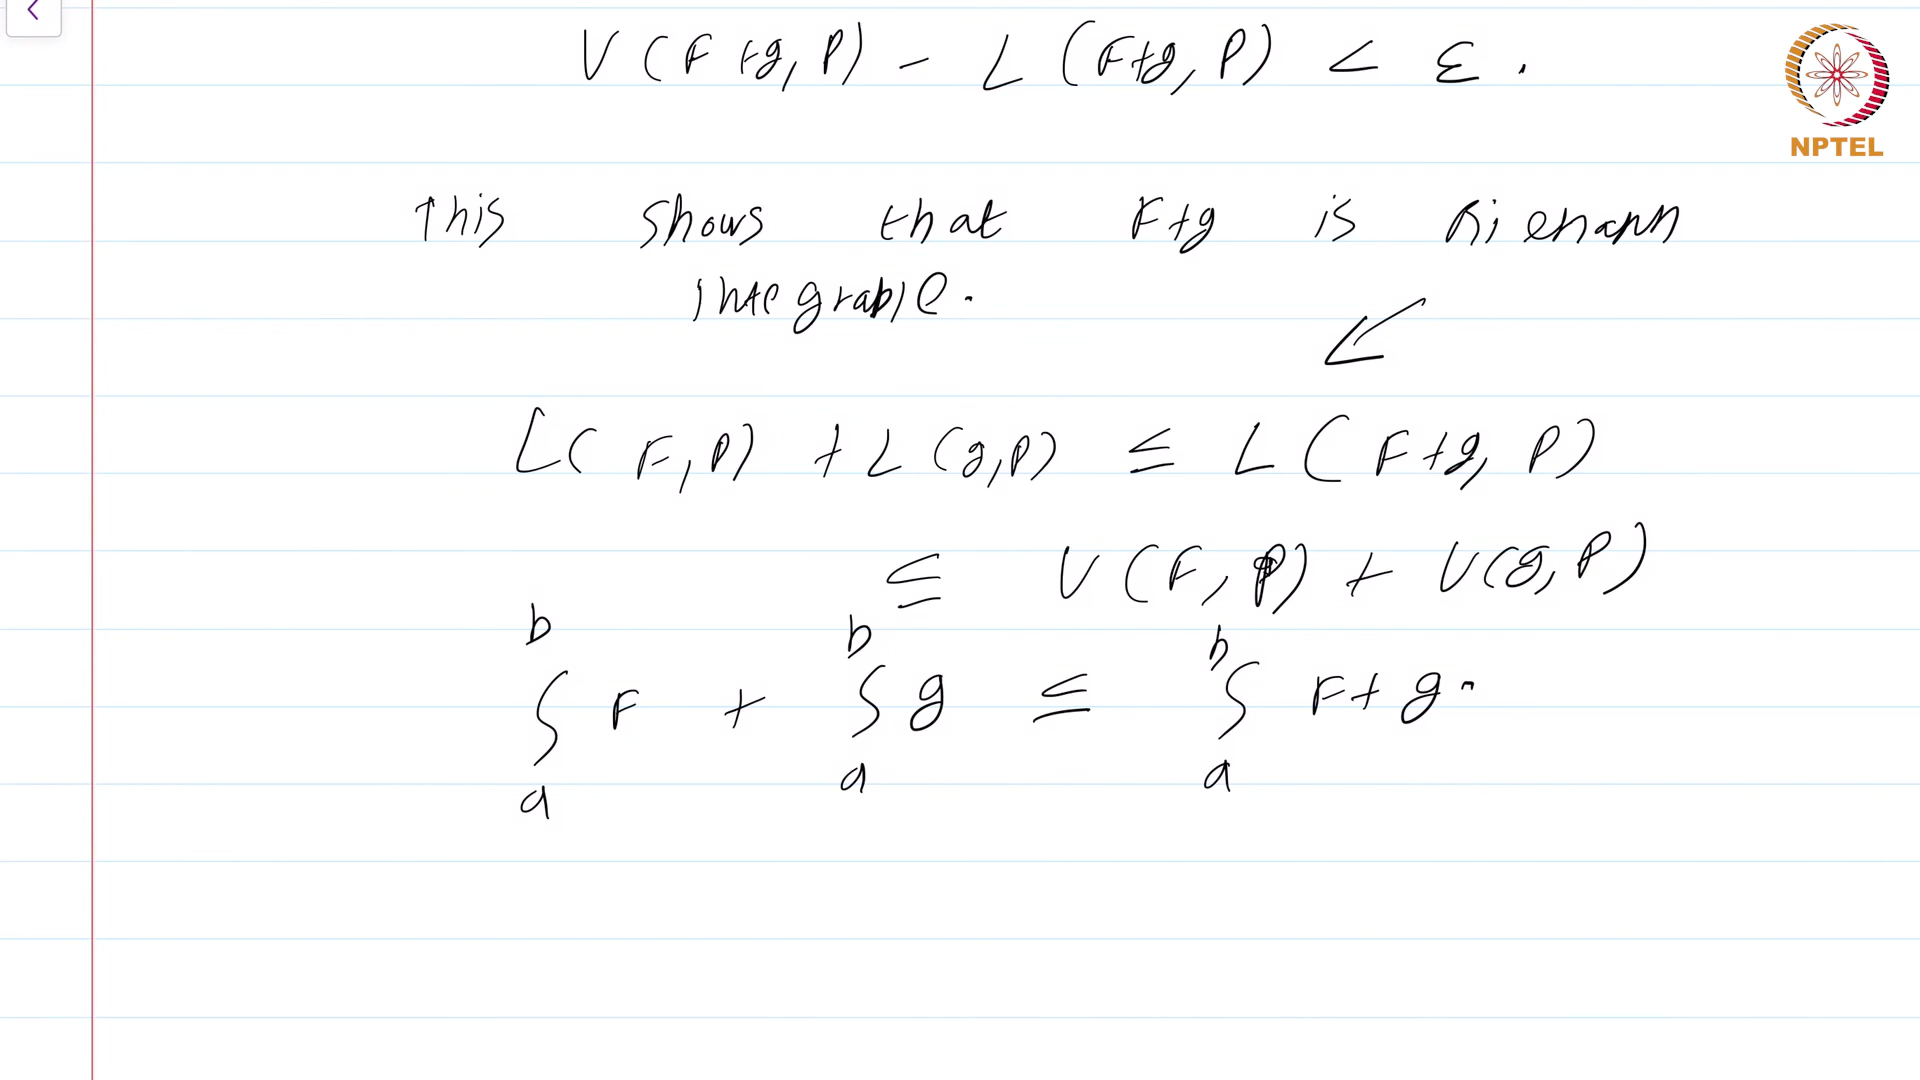 U(F+g, P) - L(F+g, P) < ε.
NPTEL
This shows that F+g is Riemann
integrable.
L(F,P) + L(g,P) ≤ L(F+g, P)
≤ U(F, P) + U(g, P)
∫_a^b F + ∫_a^b g ≤ ∫_a^b F+g.